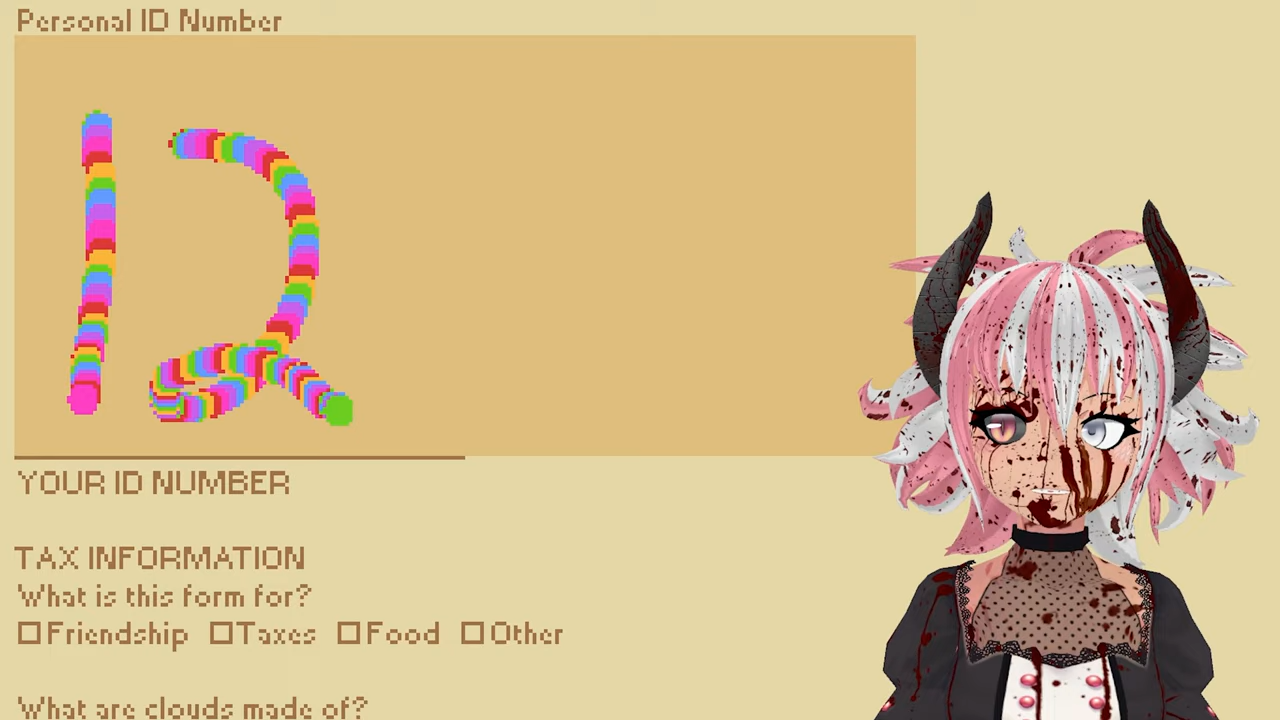 Personal ID Number
12
YOUR ID NUMBER
TAX INFORMATION
What is this form for?
Friendship Taxes Food Other
What are clouds made of?